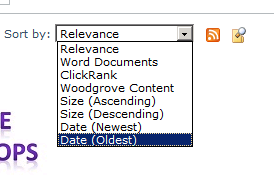 Sort by: Relevance
Relevance
Word Documents
ClickRank
Woodgrove Content
Size (Ascending)
Size (Descending)
Date (Newest)
Date (Oldest)
E
OPS